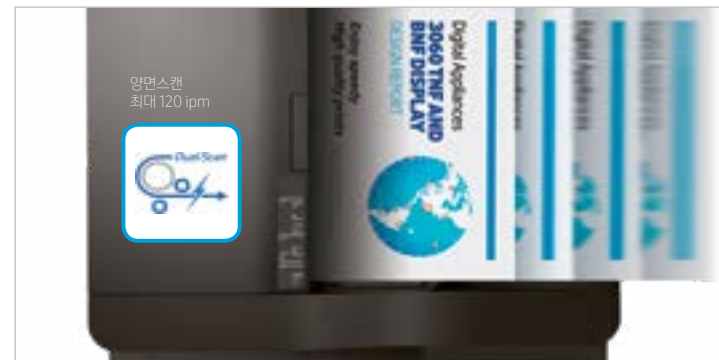 양면스캔
최대 120 ipm
Dual Scan
Digital Appliances
3060 TNF AND
BNF DISPLAY
DESIGN REPORT
Enjoy speedy
High quality prints